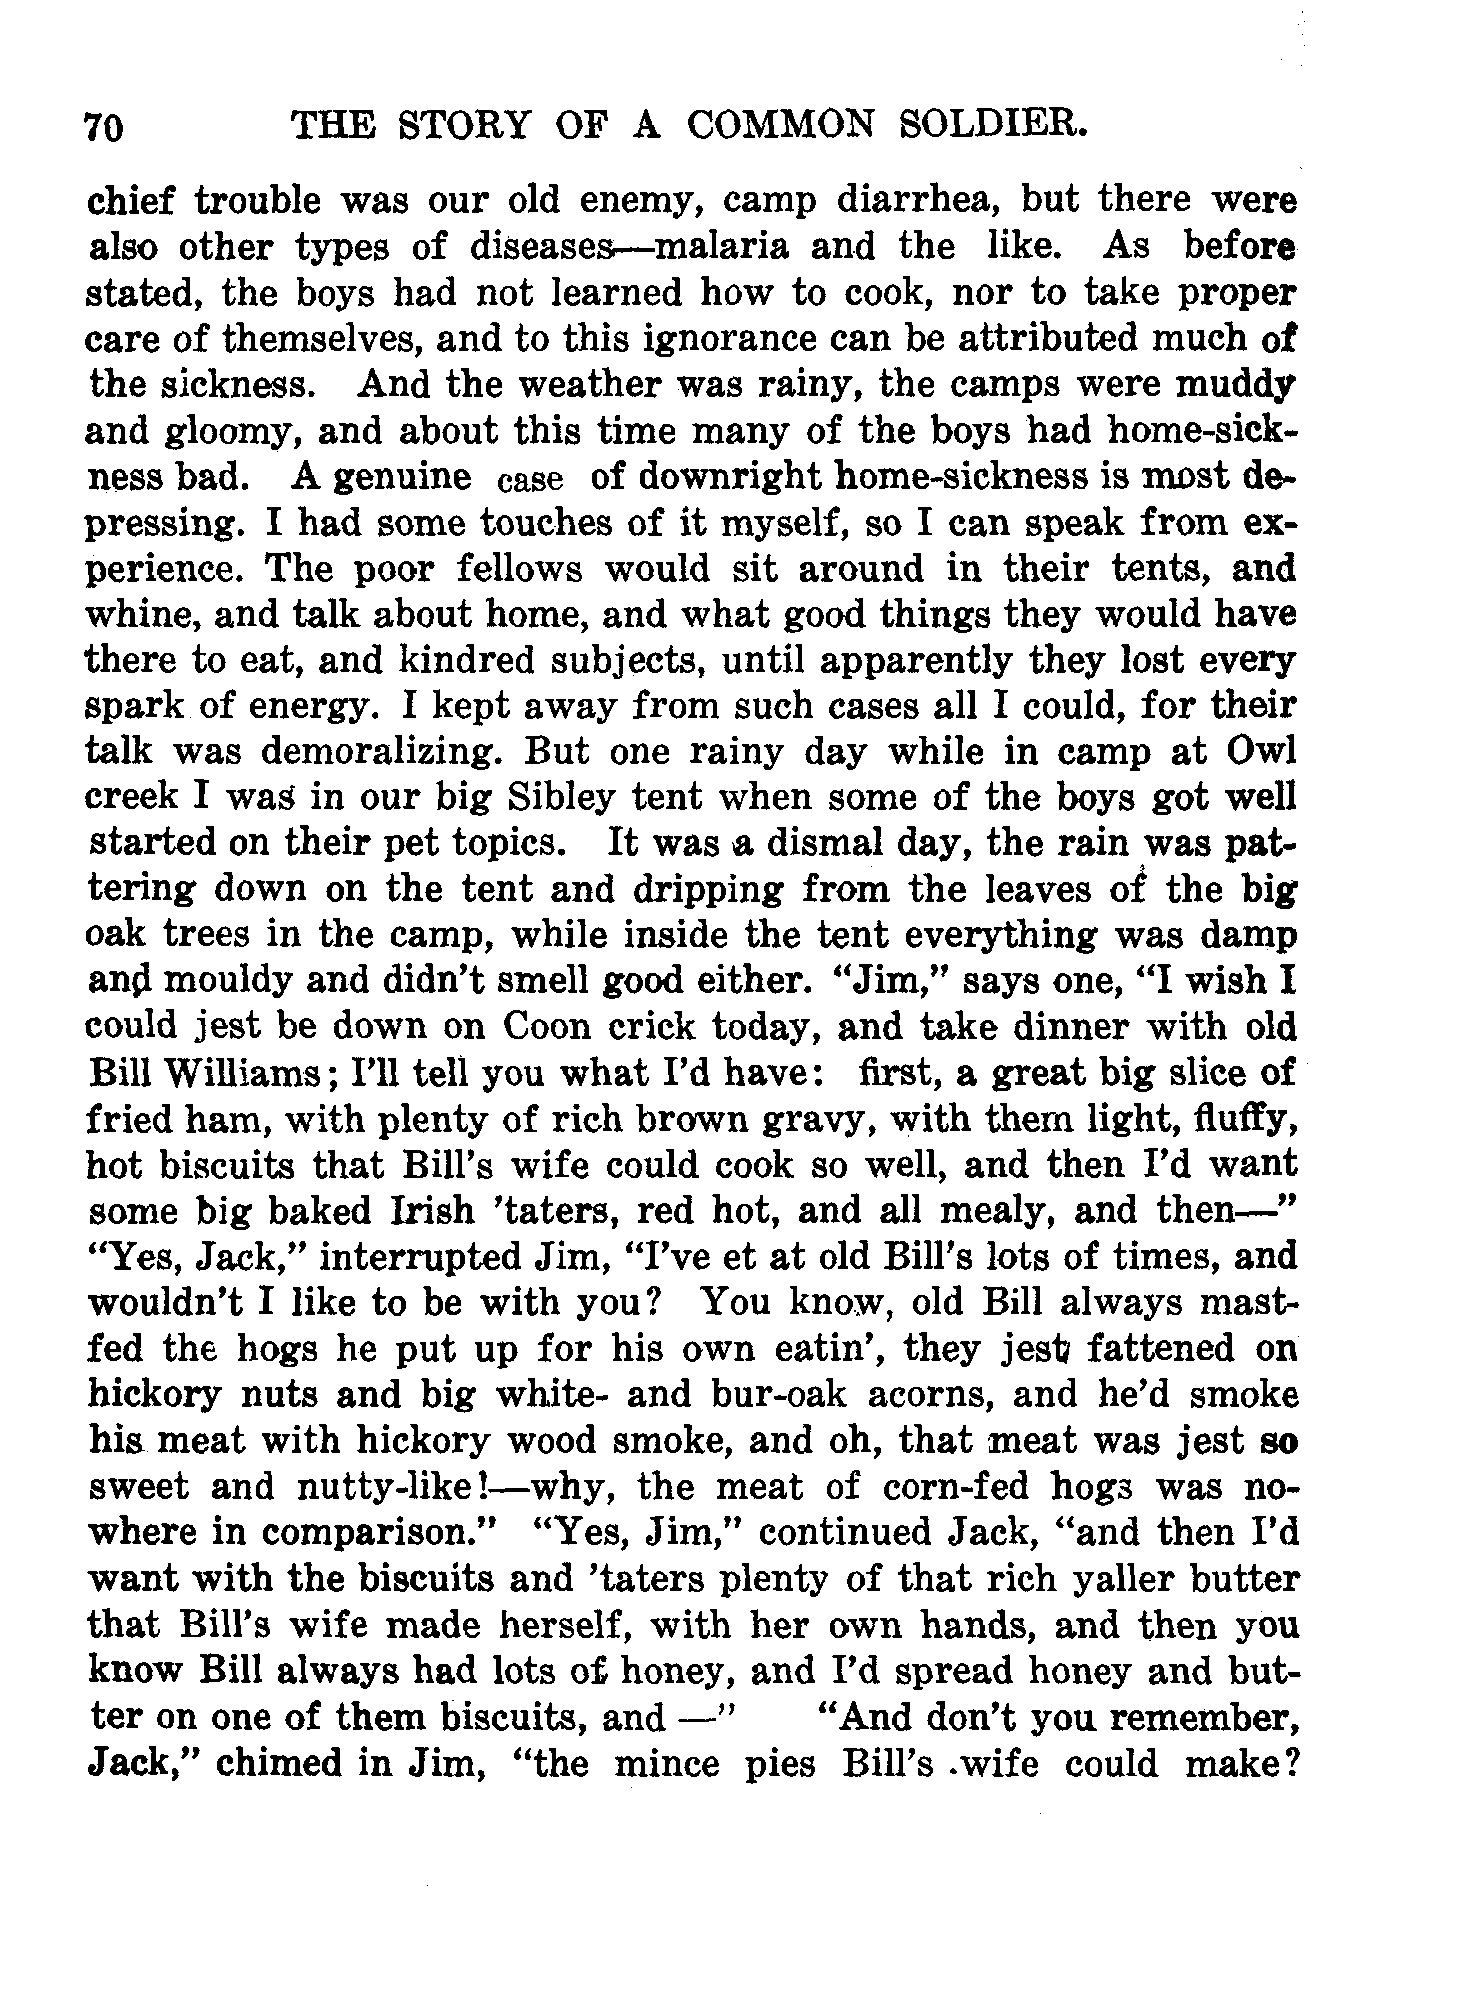 70 THE STORY OF A COMMON SOLDIER.
chief trouble was our old enemy, camp diarrhea, but there were
also other types of diseases—malaria and the like. As before
stated, the boys had not learned how to cook, nor to take proper
care of themselves, and to this ignorance can be attributed much of
the sickness. And the weather was rainy, the camps were muddy
and gloomy, and about this time many of the boys had home-sick-
ness bad. A genuine case of downright home-sickness is most de-
pressing. I had some touches of it myself, so I can speak from ex-
perience. The poor fellows would sit around in their tents, and
whine, and talk about home, and what good things they would have
there to eat, and kindred subjects, until apparently they lost every
spark of energy. I kept away from such cases all I could, for their
talk was demoralizing. But one rainy day while in camp at Owl
creek I was in our big Sibley tent when some of the boys got well
started on their pet topics. It was a dismal day, the rain was pat-
tering down on the tent and dripping from the leaves of the big
oak trees in the camp, while inside the tent everything was damp
and mouldy and didn't smell good either. “Jim,” says one, “I wish I
could jest be down on Coon crick today, and take dinner with old
Bill Williams; I'll tell you what I'd have: first, a great big slice of
fried ham, with plenty of rich brown gravy, with them light, fluffy,
hot biscuits that Bill's wife could cook so well, and then I'd want
some big baked Irish 'taters, red hot, and all mealy, and then—”
“Yes, Jack,” interrupted Jim, “I've et at old Bill's lots of times, and
wouldn't I like to be with you? You know, old Bill always mast-
fed the hogs he put up for his own eatin', they jest fattened on
hickory nuts and big white- and bur-oak acorns, and he'd smoke
his meat with hickory wood smoke, and oh, that meat was jest so
sweet and nutty-like!—why, the meat of corn-fed hogs was no-
where in comparison.” “Yes, Jim,” continued Jack, “and then I'd
want with the biscuits and 'taters plenty of that rich yaller butter
that Bill's wife made herself, with her own hands, and then you
know Bill always had lots of honey, and I'd spread honey and but-
ter on one of them biscuits, and —” “And don't you remember,
Jack,” chimed in Jim, “the mince pies Bill's wife could make?